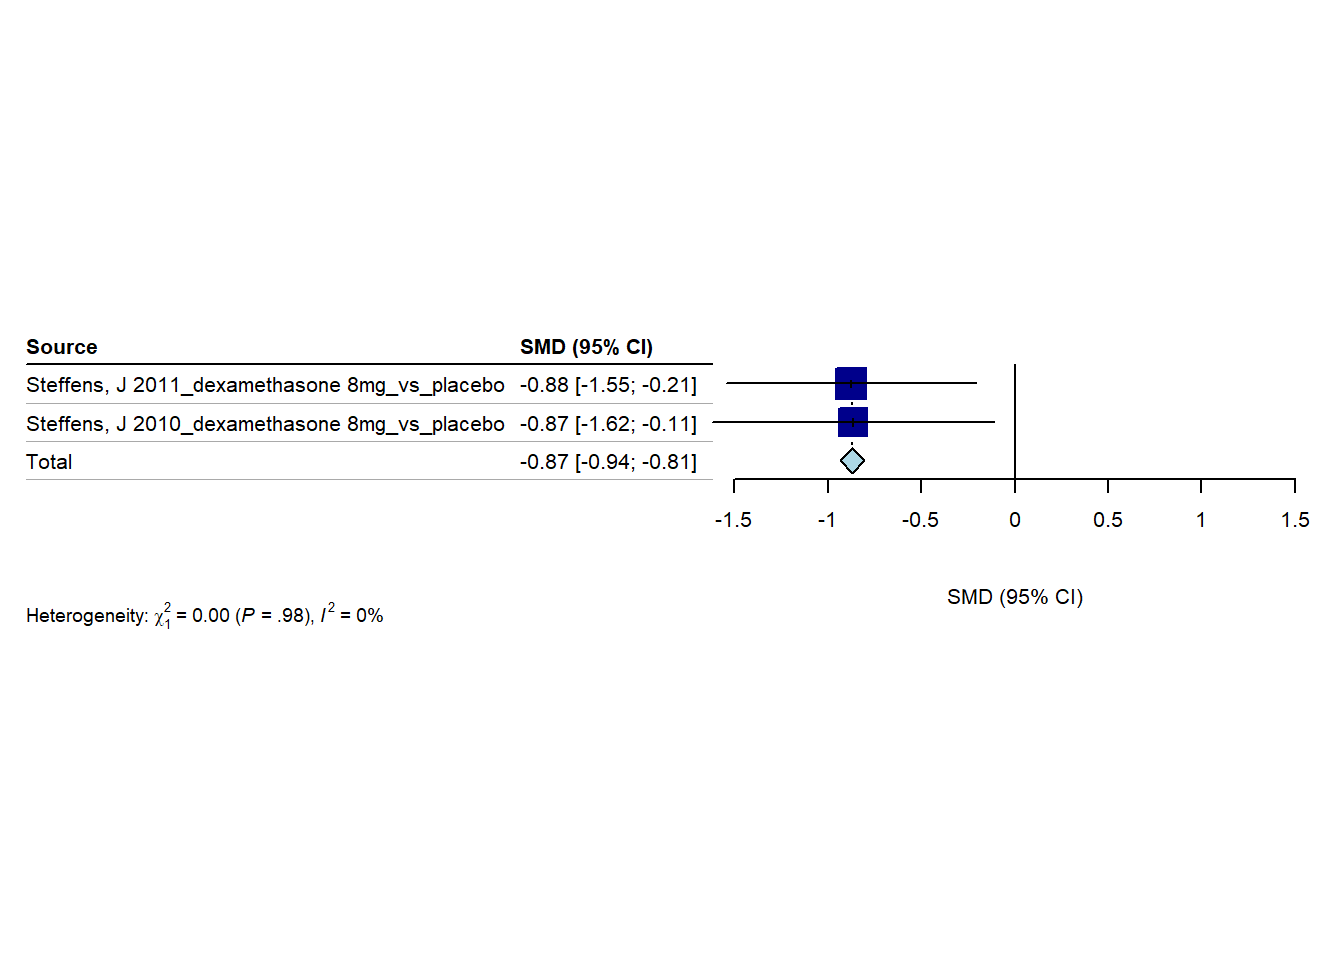 Source SMD (95% CI)
Steffens, J 2011_dexamethasone 8mg_vs_placebo -0.88 [-1.55; -0.21]
Steffens, J 2010_dexamethasone 8mg_vs_placebo -0.87 [-1.62; -0.11]
Total -0.87 [-0.94; -0.81]
-1.5 -1 -0.5 0 0.5 1 1.5
SMD (95% CI)
Heterogeneity: χ²₁ = 0.00 (P = .98), I² = 0%